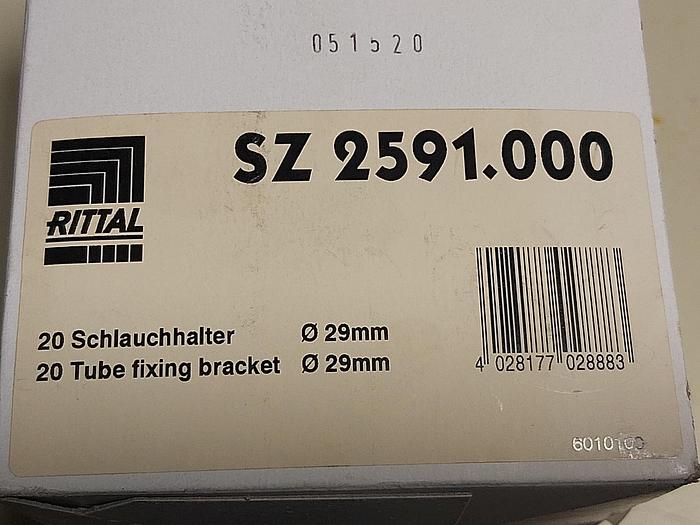 051520
SZ 2591.000
RITTAL
20 Schlauchhalter Ø 29mm
20 Tube fixing bracket Ø 29mm
4 028177 028883